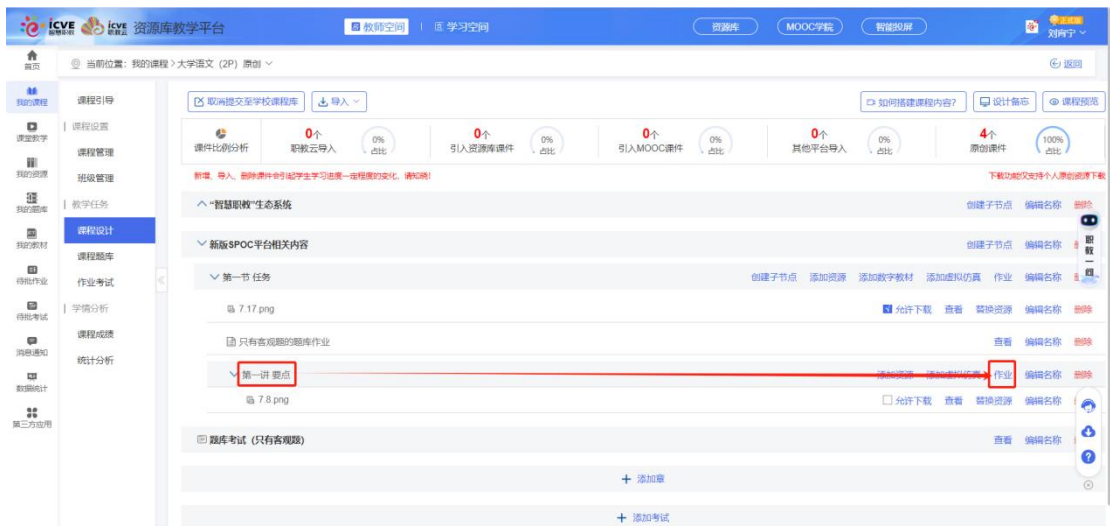 icve 智慧职教 icve 职教云 资源库教学平台 教师空间 学习空间 资源库 MOOC学院 智能投屏 正式版
刘肖宁
首页 当前位置：我的课程 > 大学语文（2P）原创 返回
我的课程
课堂教学
我的资源
我的题库
我的教材
待批作业
待批考试
消息通知
数据统计
第三方应用
课程引导
课程设置
课程管理
班级管理
教学任务
课程设计
课程题库
作业考试
学情分析
课程成绩
统计分析
取消提交至学校课程库 导入 如何搭建课程内容? 设计备忘 课程预览
课件比例分析
0个 职教云导入 0% 占比
0个 引入资源库课件 0% 占比
0个 引入MOOC课件 0% 占比
0个 其他平台导入 0% 占比
4个 原创课件 100% 占比
新增、导入、删除课件会引起学生学习进度一定程度的变化，请知晓! 下载功能仅支持个人原创资源下载
“智慧职教”生态系统 创建子节点 编辑名称 删除
新版SPOC平台相关内容 创建子节点 编辑名称
第一节 任务 创建子节点 添加资源 添加数字教材 添加虚拟仿真 作业 编辑名称
7.17.png 允许下载 查看 替换资源 编辑名称 删除
只有客观题的题库作业 查看 编辑名称 删除
第一讲 要点 添加资源 添加虚拟仿真 作业 编辑名称 删除
7.8.png 允许下载 查看 替换资源 编辑名称
题库考试（只有客观题） 查看 编辑名称
+ 添加章
+ 添加考试
职教一问